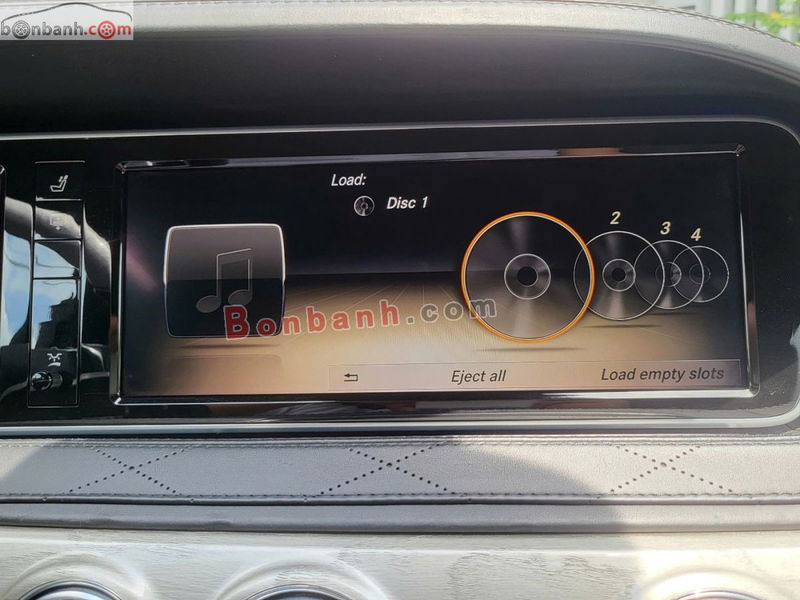 bonbanh.com
Load:
Disc 1
2
3
4
Bonbanh.com
Eject all
Load empty slots